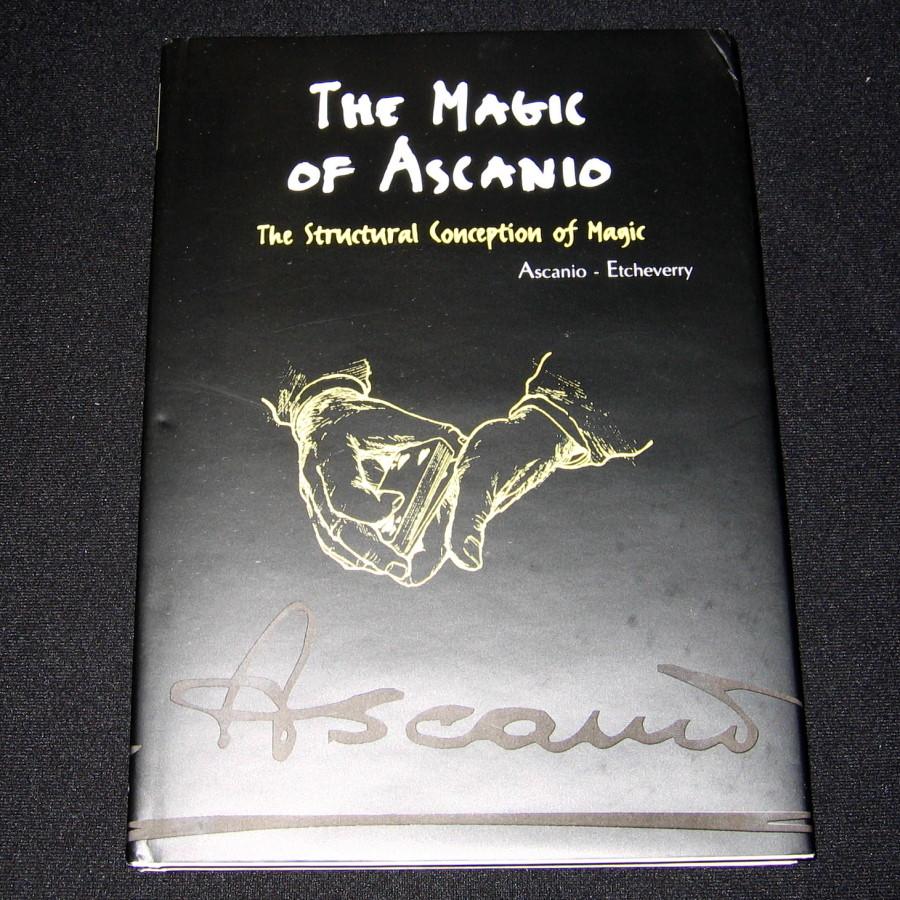 The Magic
of Ascanio
The Structural Conception of Magic
Ascanio - Etcheverry
Ascanio